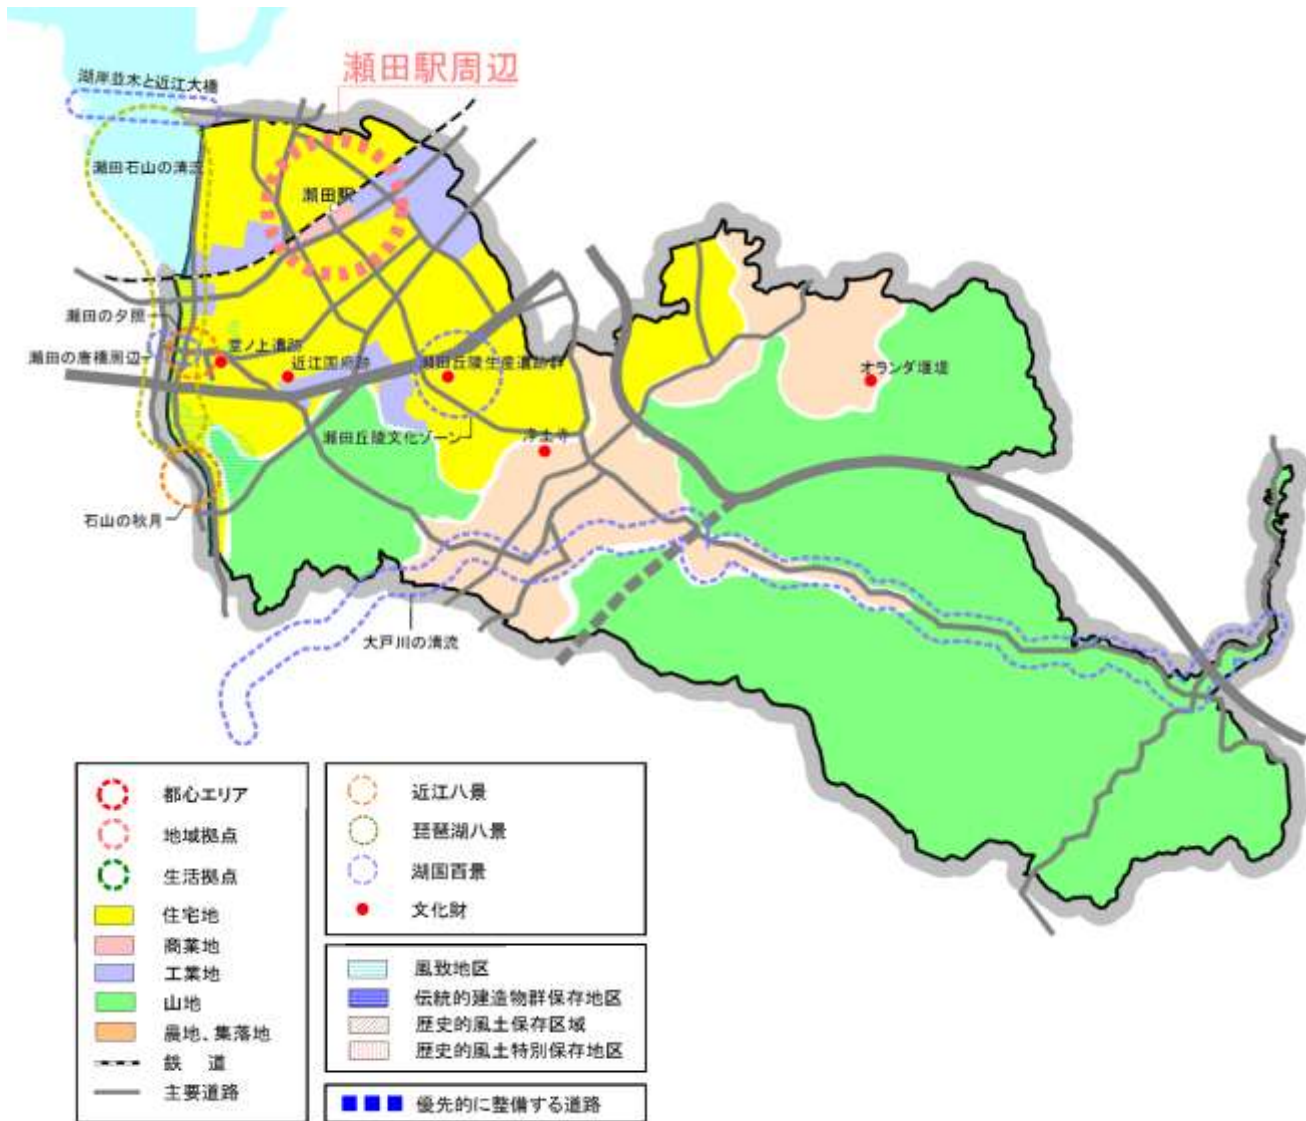 瀬田駅周辺
湖岸並木と近江大橋
瀬田石山の清流
瀬田駅
瀬田の夕照
瀬田の唐橋周辺
堂ノ上遺跡
近江国府跡
瀬田丘陵生産遺跡群
オランダ堰堤
瀬田丘陵文化ゾーン
浄土寺
石山の秋月
大戸川の清流
都心エリア
地域拠点
生活拠点
住宅地
商業地
工業地
山地
農地、集落地
鉄 道
主要道路
近江八景
琵琶湖八景
湖国百景
文化財
風致地区
伝統的建造物群保存地区
歴史的風土保存区域
歴史的風土特別保存地区
優先的に整備する道路